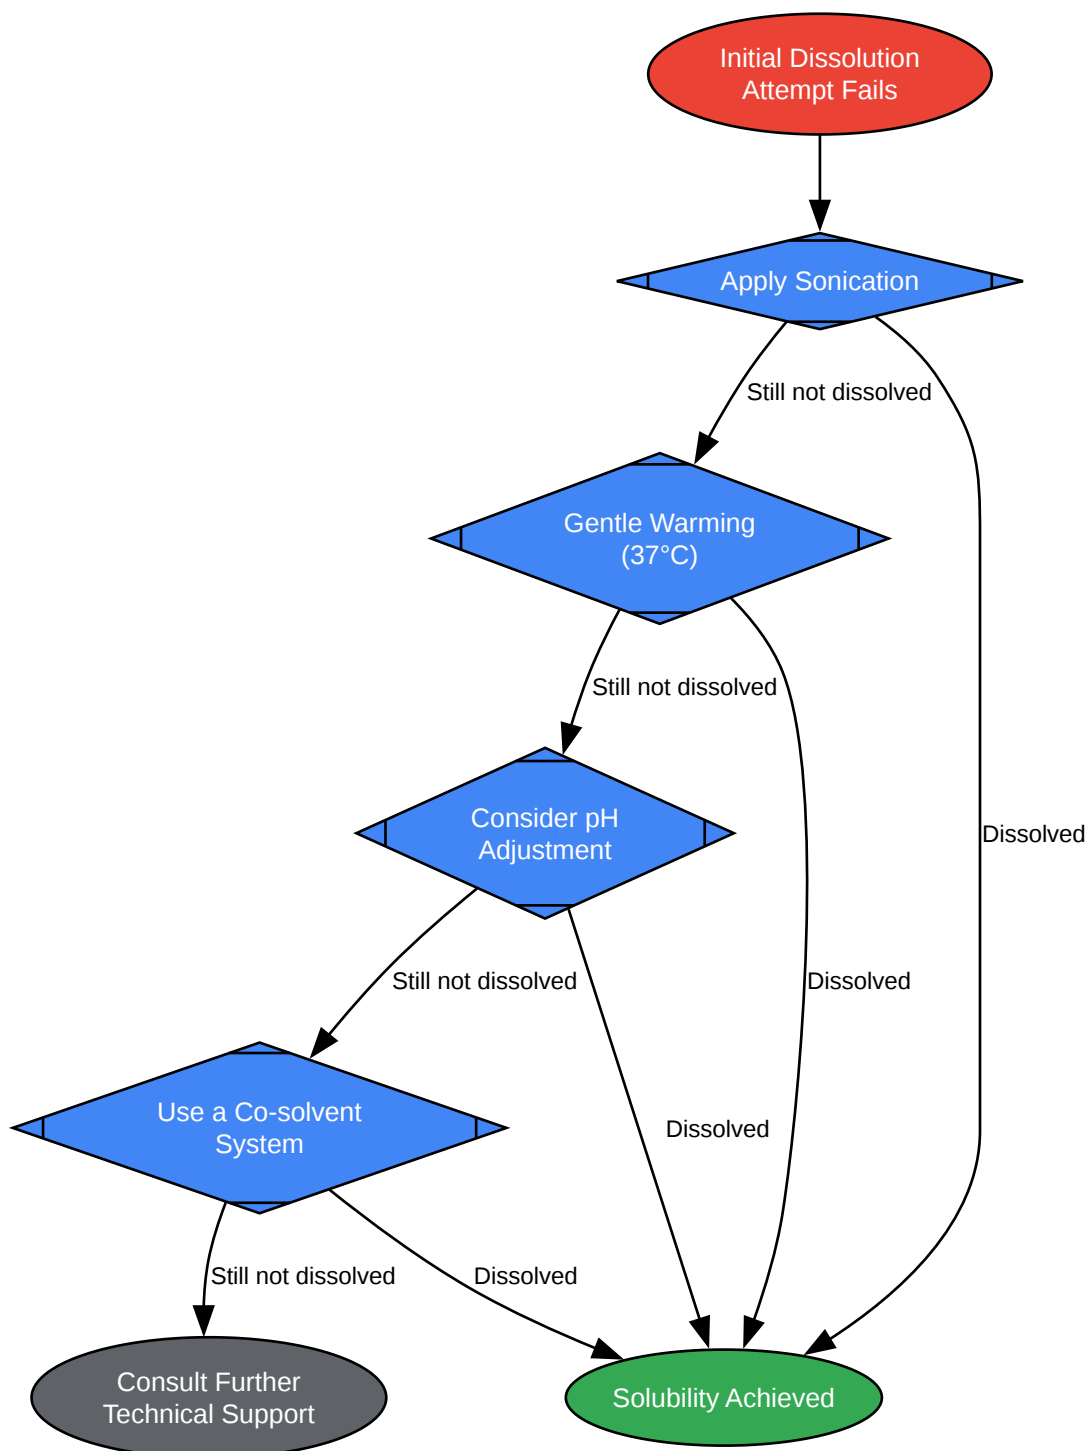 Initial Dissolution
Attempt Fails
Apply Sonication
Still not dissolved
Gentle Warming
(37°C)
Still not dissolved
Consider pH
Adjustment
Dissolved
Still not dissolved
Dissolved
Use a Co-solvent
System
Dissolved
Still not dissolved
Dissolved
Consult Further
Technical Support
Solubility Achieved